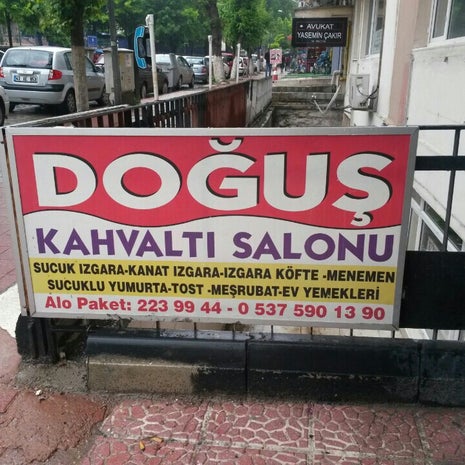 AVUKAT
YASEMİN ÇAKIR
DOĞUŞ
KAHVALTI SALONU
SUCUK IZGARA-KANAT IZGARA-IZGARA KÖFTE -MENEMEN
SUCUKLU YUMURTA-TOST -MEŞRUBAT-EV YEMEKLERİ
Alo Paket: 223 99 44 - 0 537 590 13 90